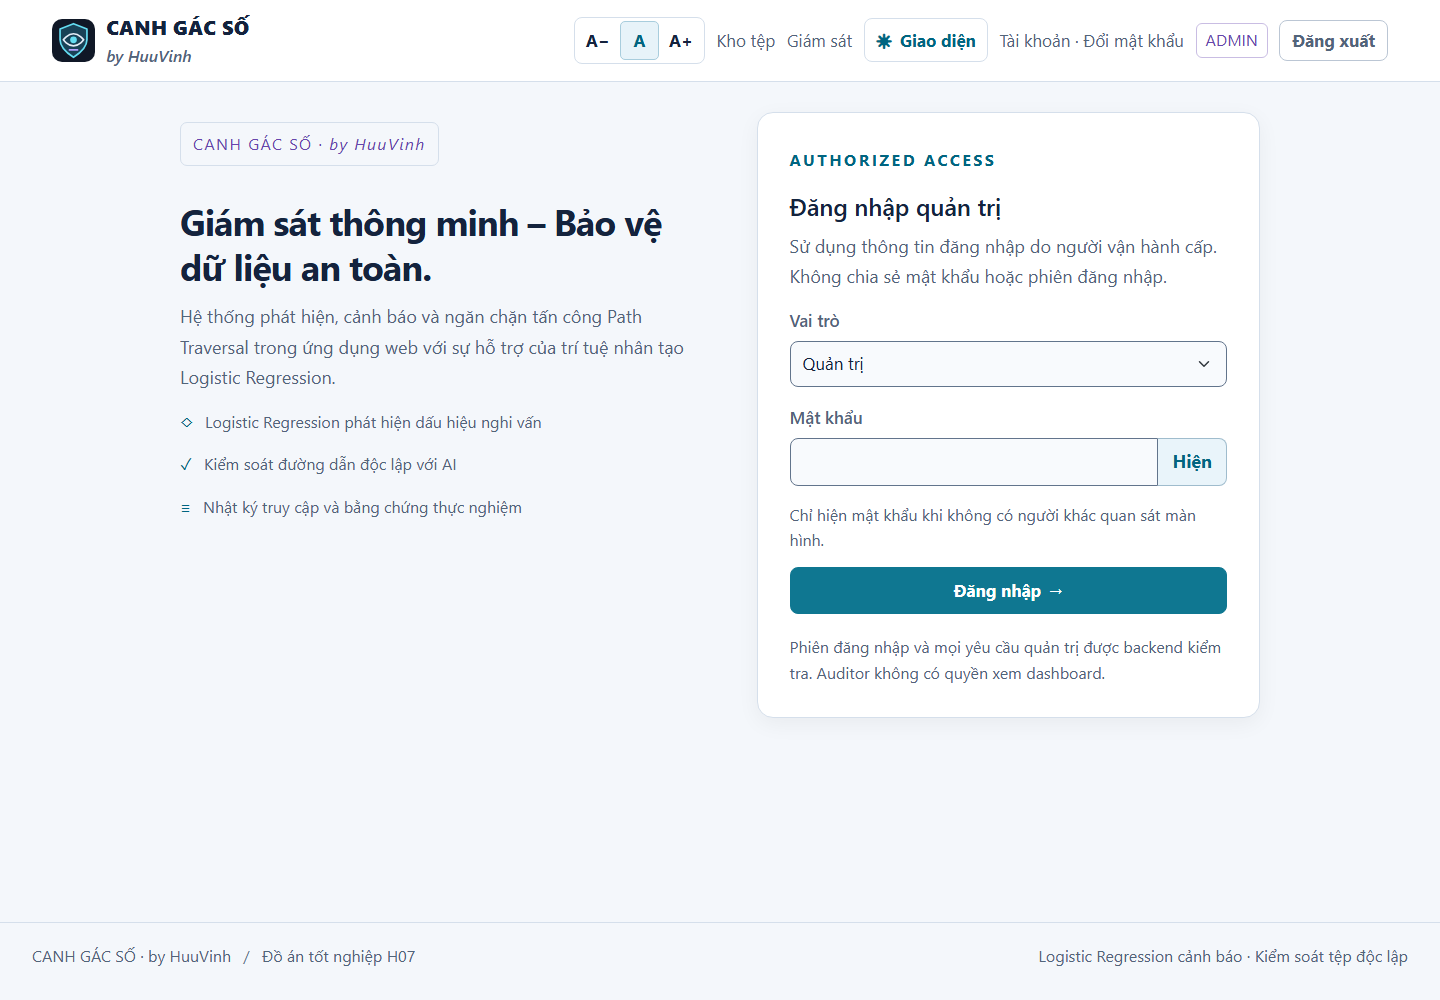 CANH GÁC SỐ
by HuuVinh
A− A A+ Kho tệp Giám sát Giao diện Tài khoản · Đổi mật khẩu ADMIN Đăng xuất
CANH GÁC SỐ · by HuuVinh
Giám sát thông minh – Bảo vệ
dữ liệu an toàn.
Hệ thống phát hiện, cảnh báo và ngăn chặn tấn công Path
Traversal trong ứng dụng web với sự hỗ trợ của trí tuệ nhân tạo
Logistic Regression.
◇ Logistic Regression phát hiện dấu hiệu nghi vấn
✓ Kiểm soát đường dẫn độc lập với AI
≡ Nhật ký truy cập và bằng chứng thực nghiệm
AUTHORIZED ACCESS
Đăng nhập quản trị
Sử dụng thông tin đăng nhập do người vận hành cấp.
Không chia sẻ mật khẩu hoặc phiên đăng nhập.
Vai trò
Quản trị
Mật khẩu
Hiện
Chỉ hiện mật khẩu khi không có người khác quan sát màn
hình.
Đăng nhập →
Phiên đăng nhập và mọi yêu cầu quản trị được backend kiểm
tra. Auditor không có quyền xem dashboard.
CANH GÁC SỐ · by HuuVinh / Đồ án tốt nghiệp H07
Logistic Regression cảnh báo · Kiểm soát tệp độc lập